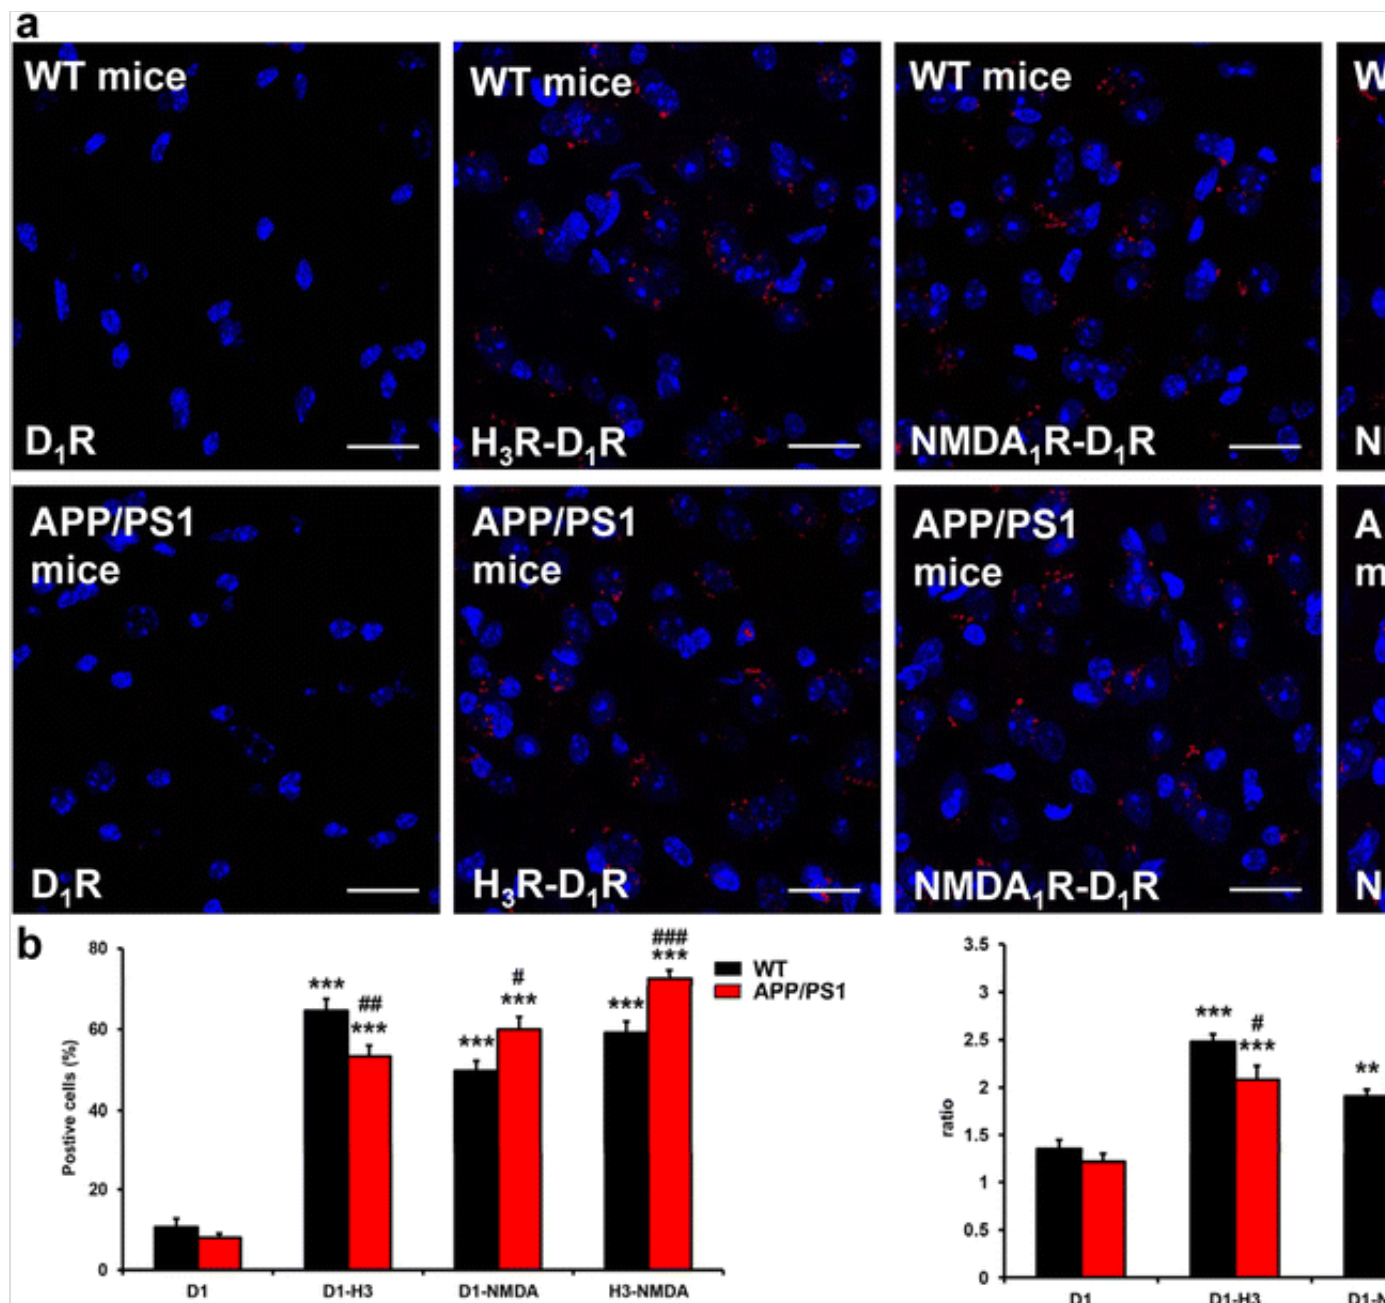 a
WT mice
D₁R
WT mice
H₃R-D₁R
WT mice
NMDA₁R-D₁R
W
N
APP/PS1
mice
D₁R
APP/PS1
mice
H₃R-D₁R
APP/PS1
mice
NMDA₁R-D₁R
A
m
N
b
80
60
40
20
0
Postive cells (%)
***
##
***
***
#
***
***
###
***
WT
APP/PS1
D1
D1-H3
D1-NMDA
H3-NMDA
3.5
3
2.5
2
1.5
1
0.5
0
ratio
***
#
***
**
D1
D1-H3
D1-N